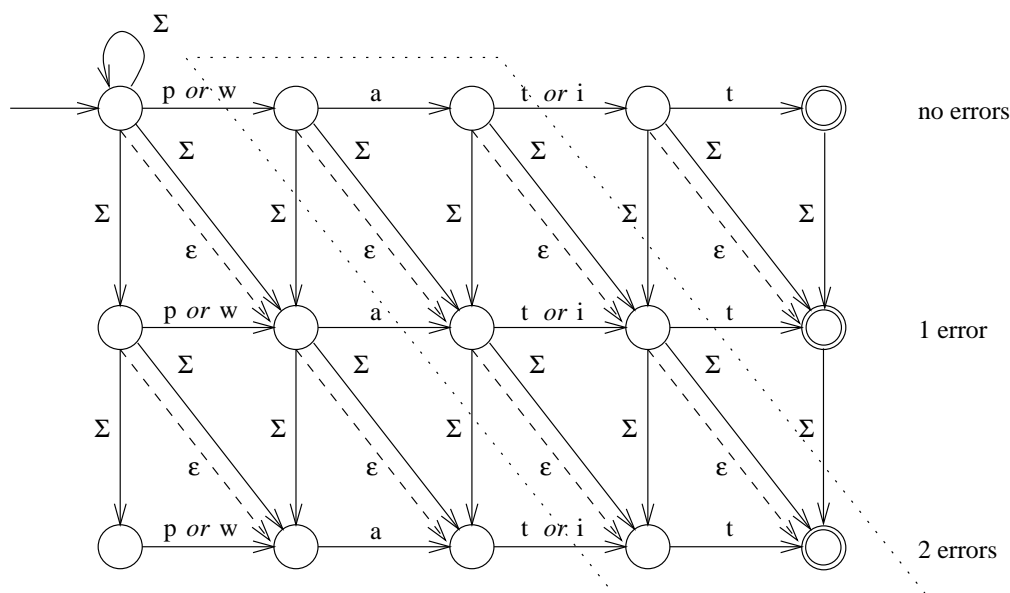 Σ
p or w a t or i t no errors
Σ Σ Σ Σ
Σ Σ Σ Σ Σ
ε ε ε ε
p or w a t or i t 1 error
Σ Σ Σ Σ
Σ Σ Σ Σ Σ
ε ε ε ε
p or w a t or i t 2 errors